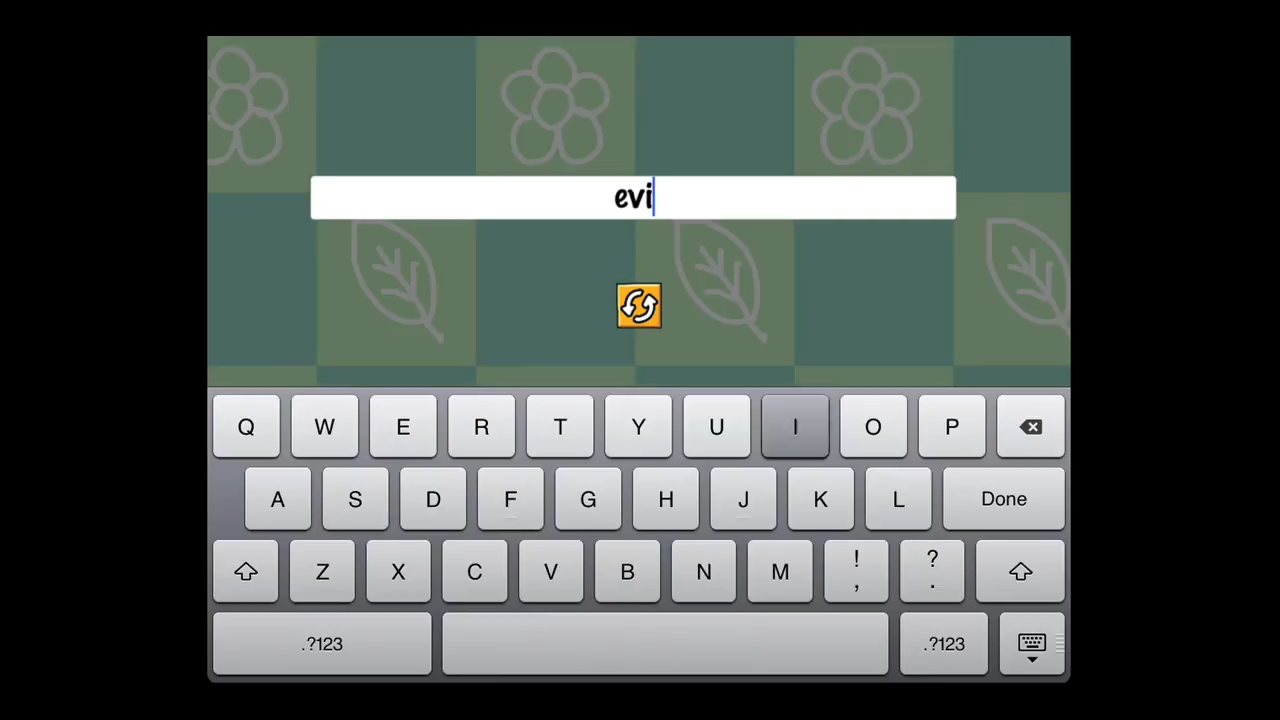 evi
Q W E R T Y U I O P
A S D F G H J K L Done
Z X C V B N M ! , ? .
.?123 .?123